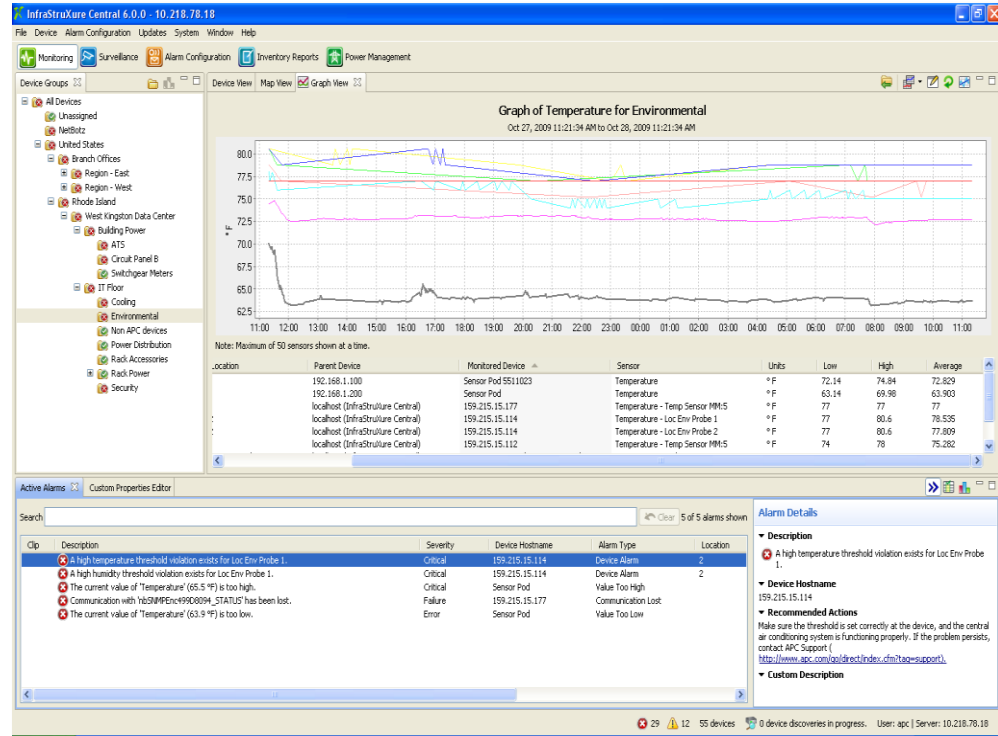 InfraStruXure Central 6.0.0 - 10.218.78.18
File Device Alarm Configuration Updates System Window Help
Monitoring Surveillance Alarm Configuration Inventory Reports Power Management
Device Groups
All Devices
Unassigned
NetBotz
United States
Branch Offices
Region - East
Region - West
Rhode Island
West Kingston Data Center
Building Power
ATS
Circuit Panel B
Switchgear Meters
IT Floor
Cooling
Environmental
Non APC devices
Power Distribution
Rack Accessories
Rack Power
Security
Device View Map View Graph View
Graph of Temperature for Environmental
Oct 27, 2009 11:21:34 AM to Oct 28, 2009 11:21:34 AM
° F
80.0
77.5
75.0
72.5
70.0
67.5
65.0
62.5
11:00 12:00 13:00 14:00 15:00 16:00 17:00 18:00 19:00 20:00 21:00 22:00 23:00 00:00 01:00 02:00 03:00 04:00 05:00 06:00 07:00 08:00 09:00 10:00 11:00
Note: Maximum of 50 sensors shown at a time.
.ocation Parent Device Monitored Device Sensor Units Low High Average
192.168.1.100 Sensor Pod 5511023 Temperature ° F 72.14 74.84 72.829
192.168.1.200 Sensor Pod Temperature ° F 63.14 69.98 63.903
localhost (InfraStruXure Central) 159.215.15.177 Temperature - Temp Sensor MM:5 ° F 77 77 77
localhost (InfraStruXure Central) 159.215.15.114 Temperature - Loc Env Probe 1 ° F 77 80.6 78.535
localhost (InfraStruXure Central) 159.215.15.114 Temperature - Loc Env Probe 2 ° F 77 80.6 77.809
localhost (InfraStruXure Central) 159.215.15.112 Temperature - Temp Sensor MM:5 ° F 74 78 75.282
Active Alarms Custom Properties Editor
Search Clear 5 of 5 alarms shown
Clip Description Severity Device Hostname Alarm Type Location
A high temperature threshold violation exists for Loc Env Probe 1. Critical 159.215.15.114 Device Alarm 2
A high humidity threshold violation exists for Loc Env Probe 1. Critical 159.215.15.114 Device Alarm 2
The current value of 'Temperature' (65.5 °F) is too high. Critical Sensor Pod Value Too High
Communication with 'nbSNMPEnc499D8094_STATUS' has been lost. Failure 159.215.15.177 Communication Lost
The current value of 'Temperature' (63.9 °F) is too low. Error Sensor Pod Value Too Low
Alarm Details
Description
A high temperature threshold violation exists for Loc Env Probe
1.
Device Hostname
159.215.15.114
Recommended Actions
Make sure the threshold is set correctly at the device, and the central
air conditioning system is functioning properly. If the problem persists,
contact APC Support (
http://www.apc.com/go/direct/index.cfm?tag=support).
Custom Description
29 12 55 devices 0 device discoveries in progress. User: apc | Server: 10.218.78.18